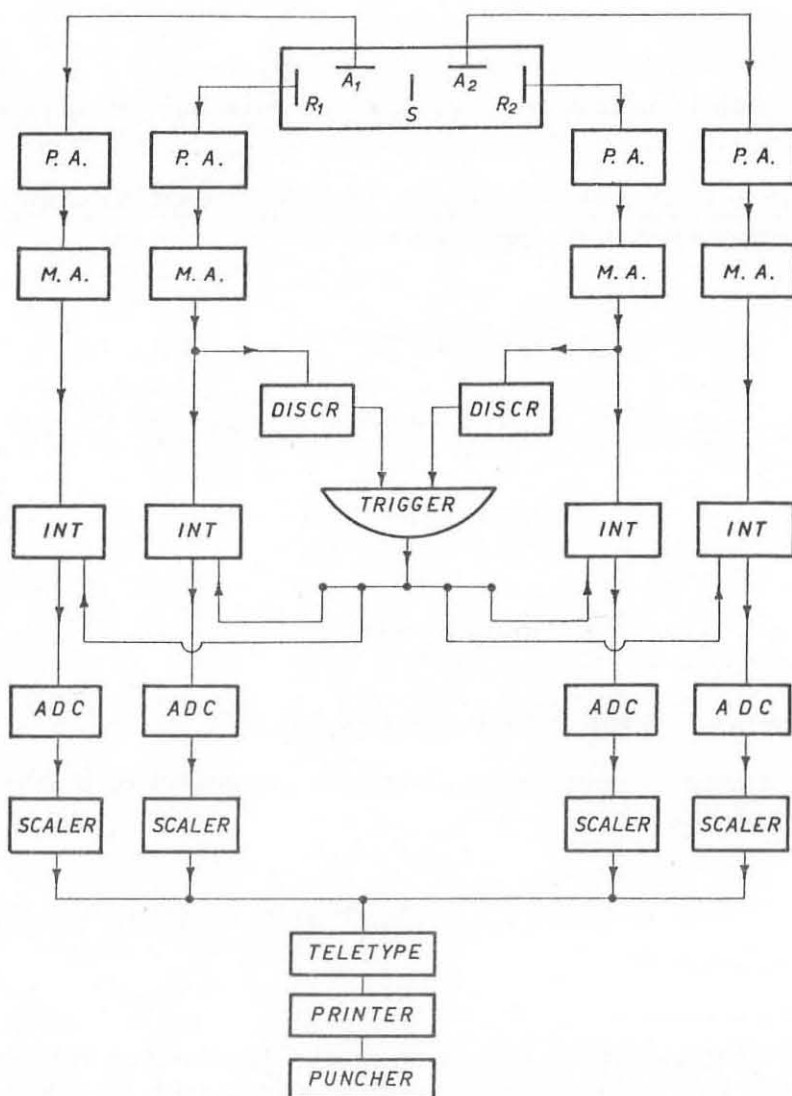 A1 A2
R1 S R2
P. A. P. A. P. A. P. A.
M. A. M. A. M. A. M. A.
DISCR DISCR
TRIGGER
INT INT INT INT
ADC ADC ADC ADC
SCALER SCALER SCALER SCALER
TELETYPE
PRINTER
PUNCHER